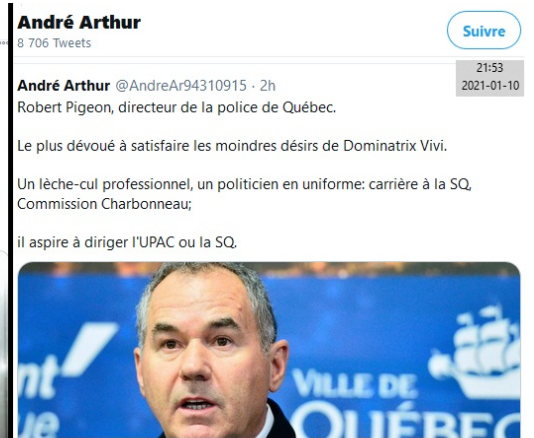 André Arthur
8 706 Tweets
Suivre
21:53
2021-01-10
André Arthur @AndreAr94310915 · 2h
Robert Pigeon, directeur de la police de Québec.
Le plus dévoué à satisfaire les moindres désirs de Dominatrix Vivi.
Un lèche-cul professionnel, un politicien en uniforme: carrière à la SQ,
Commission Charbonneau;
il aspire à diriger l'UPAC ou la SQ.
VILLE DE
QUÉBEC